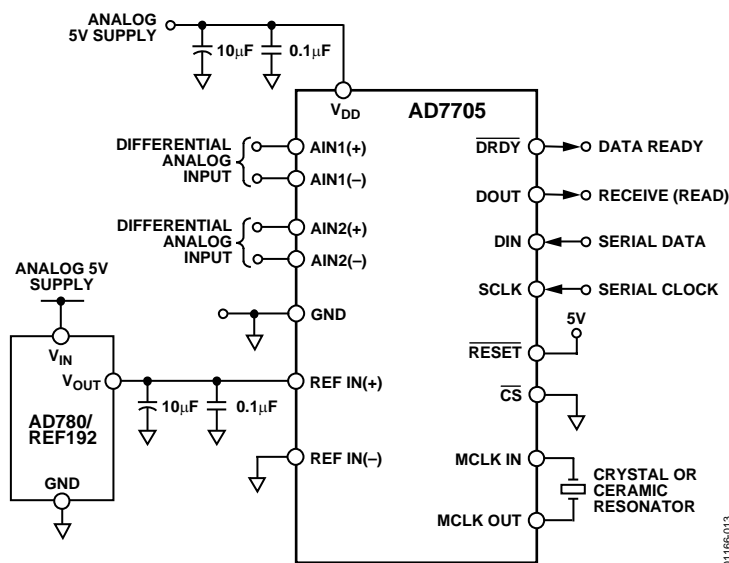 ANALOG
5V SUPPLY
10µF
0.1µF
VDD
AD7705
DIFFERENTIAL
ANALOG
INPUT
AIN1(+)
AIN1(–)
DRDY
DATA READY
DOUT
RECEIVE (READ)
DIFFERENTIAL
ANALOG
INPUT
AIN2(+)
AIN2(–)
DIN
SERIAL DATA
SCLK
SERIAL CLOCK
ANALOG 5V
SUPPLY
GND
5V
RESET
VIN
VOUT
AD780/
REF192
GND
10µF
0.1µF
REF IN(+)
CS
REF IN(–)
MCLK IN
MCLK OUT
CRYSTAL OR
CERAMIC
RESONATOR
01166-013